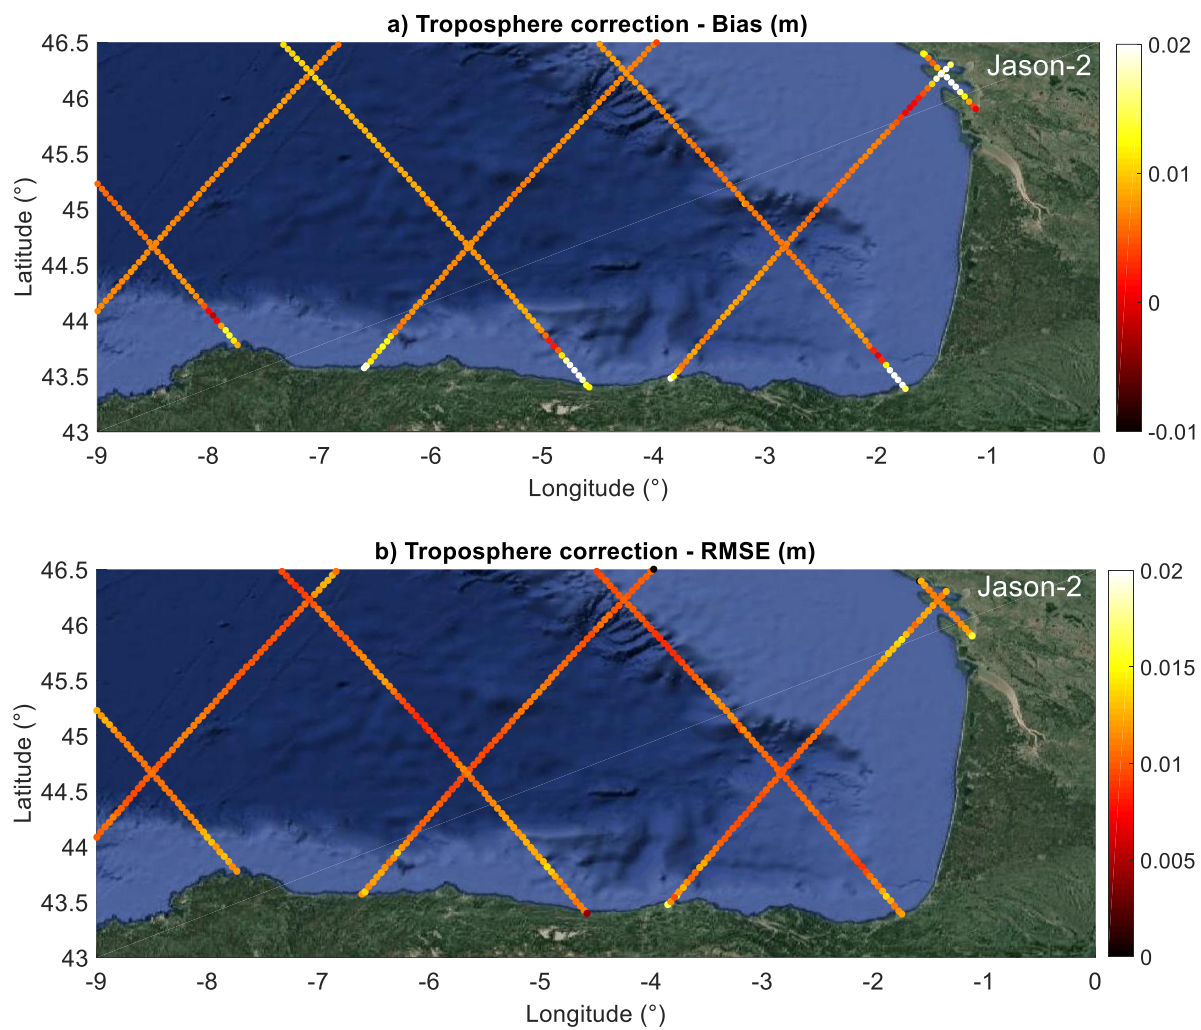 a) Troposphere correction - Bias (m)
Jason-2
Latitude (°)
46.5
46
45.5
45
44.5
44
43.5
43
-9 -8 -7 -6 -5 -4 -3 -2 -1 0
Longitude (°)
0.02
0.01
0
-0.01
b) Troposphere correction - RMSE (m)
Jason-2
Latitude (°)
46.5
46
45.5
45
44.5
44
43.5
43
-9 -8 -7 -6 -5 -4 -3 -2 -1 0
Longitude (°)
0.02
0.015
0.01
0.005
0